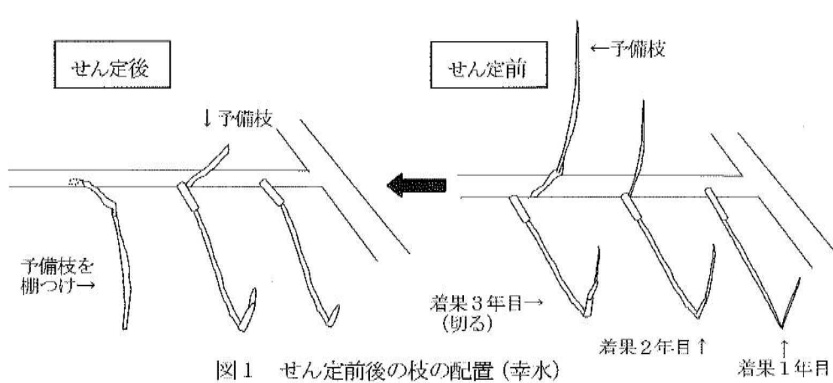 せん定後
↓予備枝
予備枝を
棚つけ→
せん定前
←予備枝
着果3年目→
(切る)
着果2年目↑
↑
着果1年目
図1 せん定前後の枝の配置(幸水)